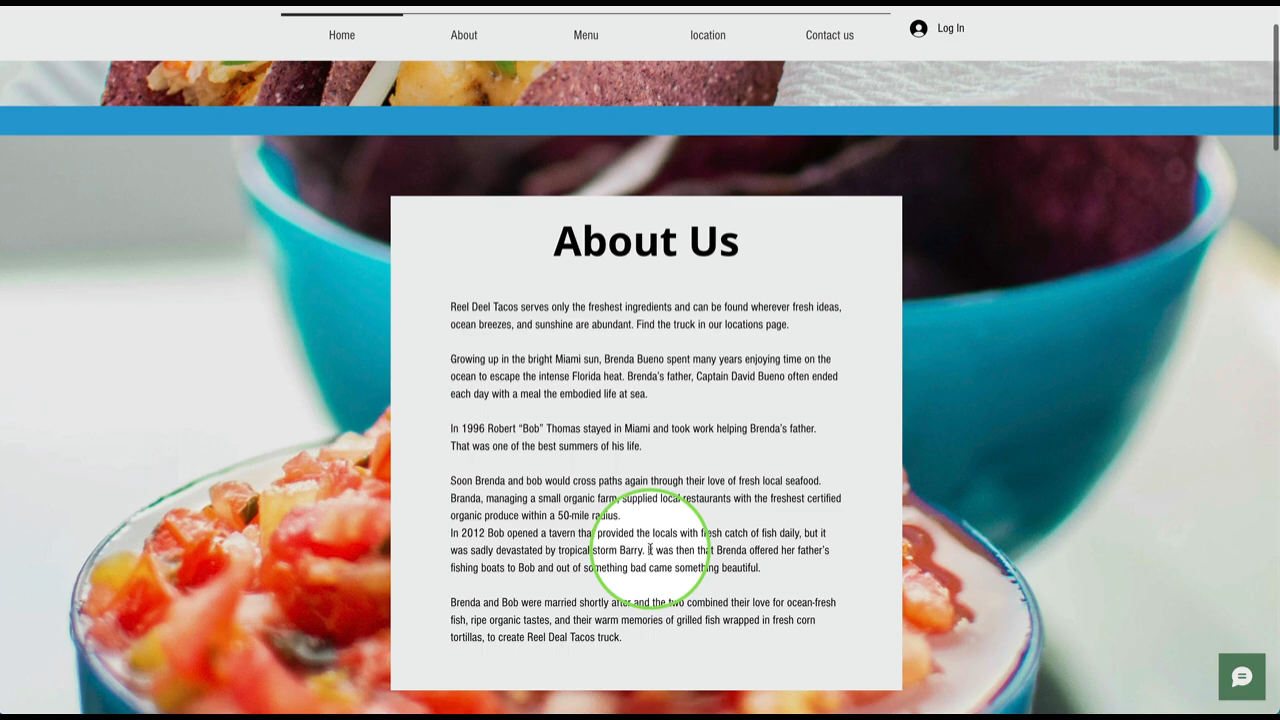 Home
About
Menu
location
Contact us
Log In
About Us
Reel Deel Tacos serves only the freshest ingredients and can be found wherever fresh ideas,
ocean breezes, and sunshine are abundant. Find the truck in our locations page.
Growing up in the bright Miami sun, Brenda Bueno spent many years enjoying time on the
ocean to escape the intense Florida heat. Brenda's father, Captain David Bueno often ended
each day with a meal the embodied life at sea.
In 1996 Robert “Bob” Thomas stayed in Miami and took work helping Brenda's father.
That was one of the best summers of his life.
Soon Brenda and bob would cross paths again through their love of fresh local seafood.
Branda, managing a small organic farm supplied local restaurants with the freshest certified
organic produce within a 50-mile radius.
In 2012 Bob opened a tavern that provided the locals with fresh catch of fish daily, but it
was sadly devastated by tropical storm Barry. It was then that Brenda offered her father's
fishing boats to Bob and out of something bad came something beautiful.
Brenda and Bob were married shortly after and the two combined their love for ocean-fresh
fish, ripe organic tastes, and their warm memories of grilled fish wrapped in fresh corn
tortillas, to create Reel Deal Tacos truck.